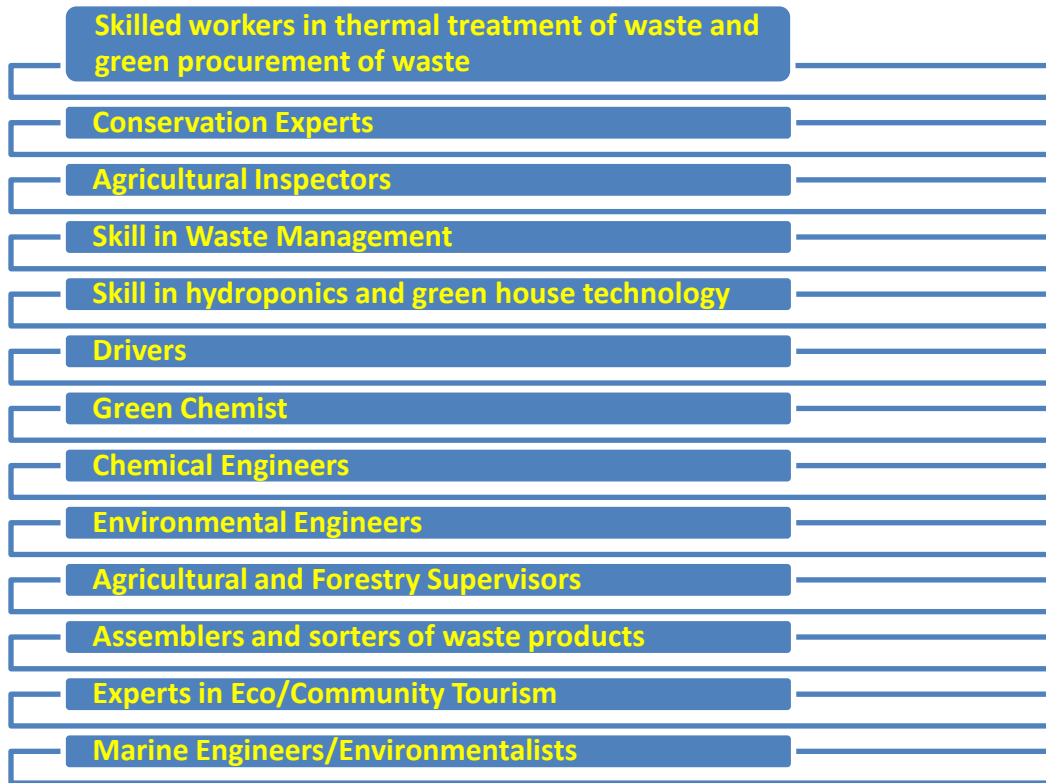 Skilled workers in thermal treatment of waste and
green procurement of waste
Conservation Experts
Agricultural Inspectors
Skill in Waste Management
Skill in hydroponics and green house technology
Drivers
Green Chemist
Chemical Engineers
Environmental Engineers
Agricultural and Forestry Supervisors
Assemblers and sorters of waste products
Experts in Eco/Community Tourism
Marine Engineers/Environmentalists